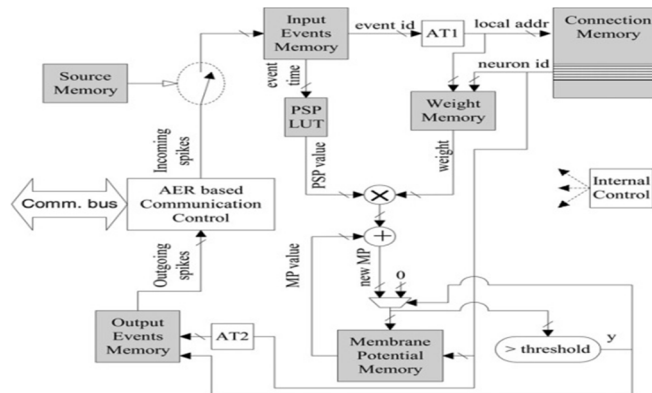 Input
Events
Memory
event id
AT1
local addr
Connection
Memory
neuron id
Source
Memory
event
time
PSP
LUT
Weight
Memory
Incoming
spikes
PSP value
weight
AER based
Communication
Control
Comm. bus
Internal
Control
×
+
Outgoing
spikes
MP value
new MP
0
Output
Events
Memory
AT2
Membrane
Potential
Memory
> threshold
y